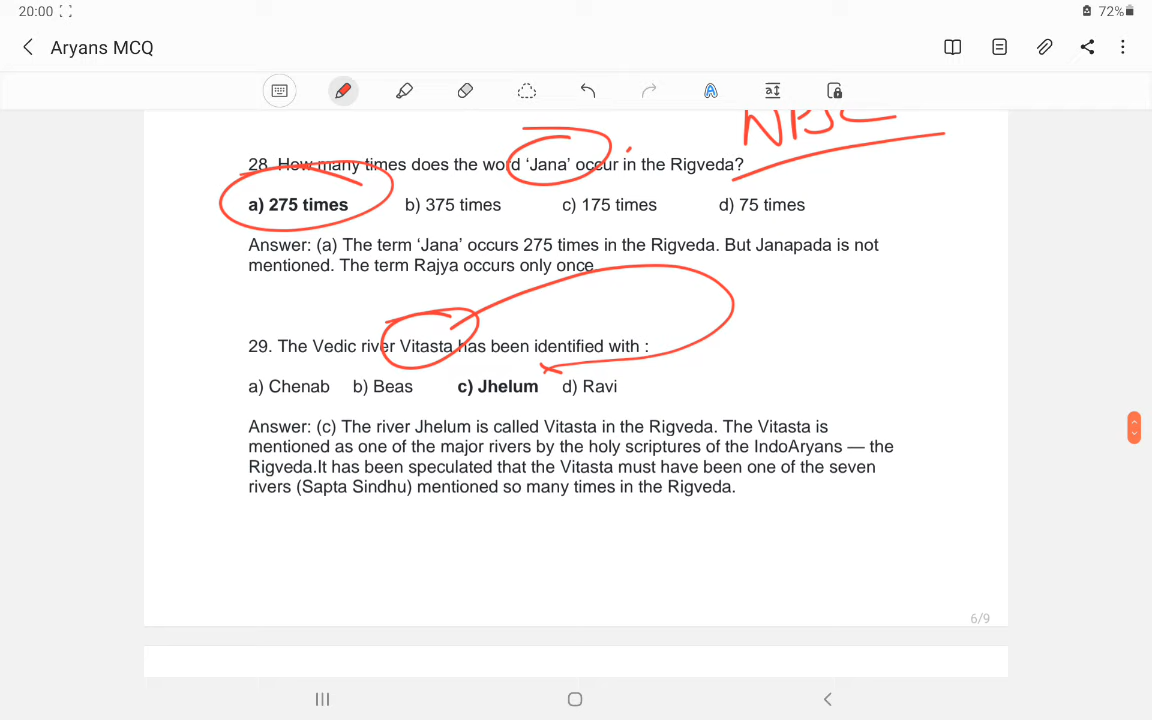 20:00
72%
Aryans MCQ
28. How many times does the word ‘Jana’ occur in the Rigveda?
a) 275 times b) 375 times c) 175 times d) 75 times
Answer: (a) The term ‘Jana’ occurs 275 times in the Rigveda. But Janapada is not
mentioned. The term Rajya occurs only once.
29. The Vedic river Vitasta has been identified with :
a) Chenab b) Beas c) Jhelum d) Ravi
Answer: (c) The river Jhelum is called Vitasta in the Rigveda. The Vitasta is
mentioned as one of the major rivers by the holy scriptures of the IndoAryans — the
Rigveda.It has been speculated that the Vitasta must have been one of the seven
rivers (Sapta Sindhu) mentioned so many times in the Rigveda.
6/9